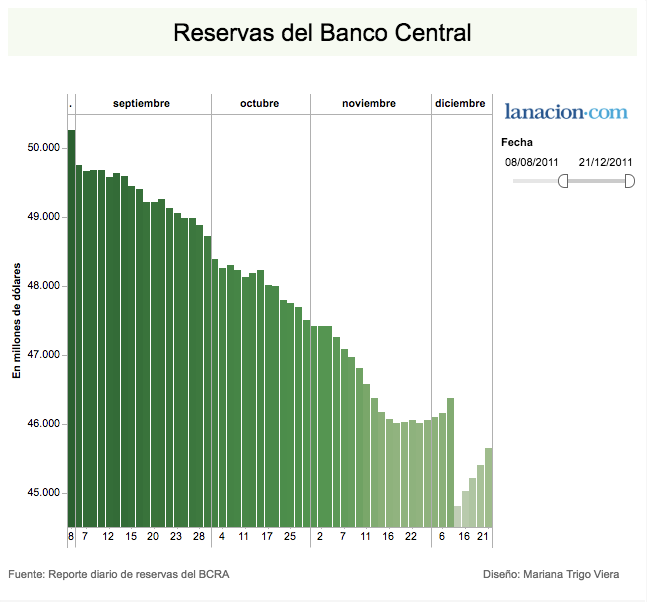 Reservas del Banco Central
. septiembre octubre noviembre diciembre
lanacion.com
Fecha
08/08/2011 21/12/2011
50.000
49.000
48.000
47.000
46.000
45.000
En millones de dólares
8 7 12 15 20 23 28 4 11 17 25 2 7 11 16 22 6 16 21
Fuente: Reporte diario de reservas del BCRA
Diseño: Mariana Trigo Viera